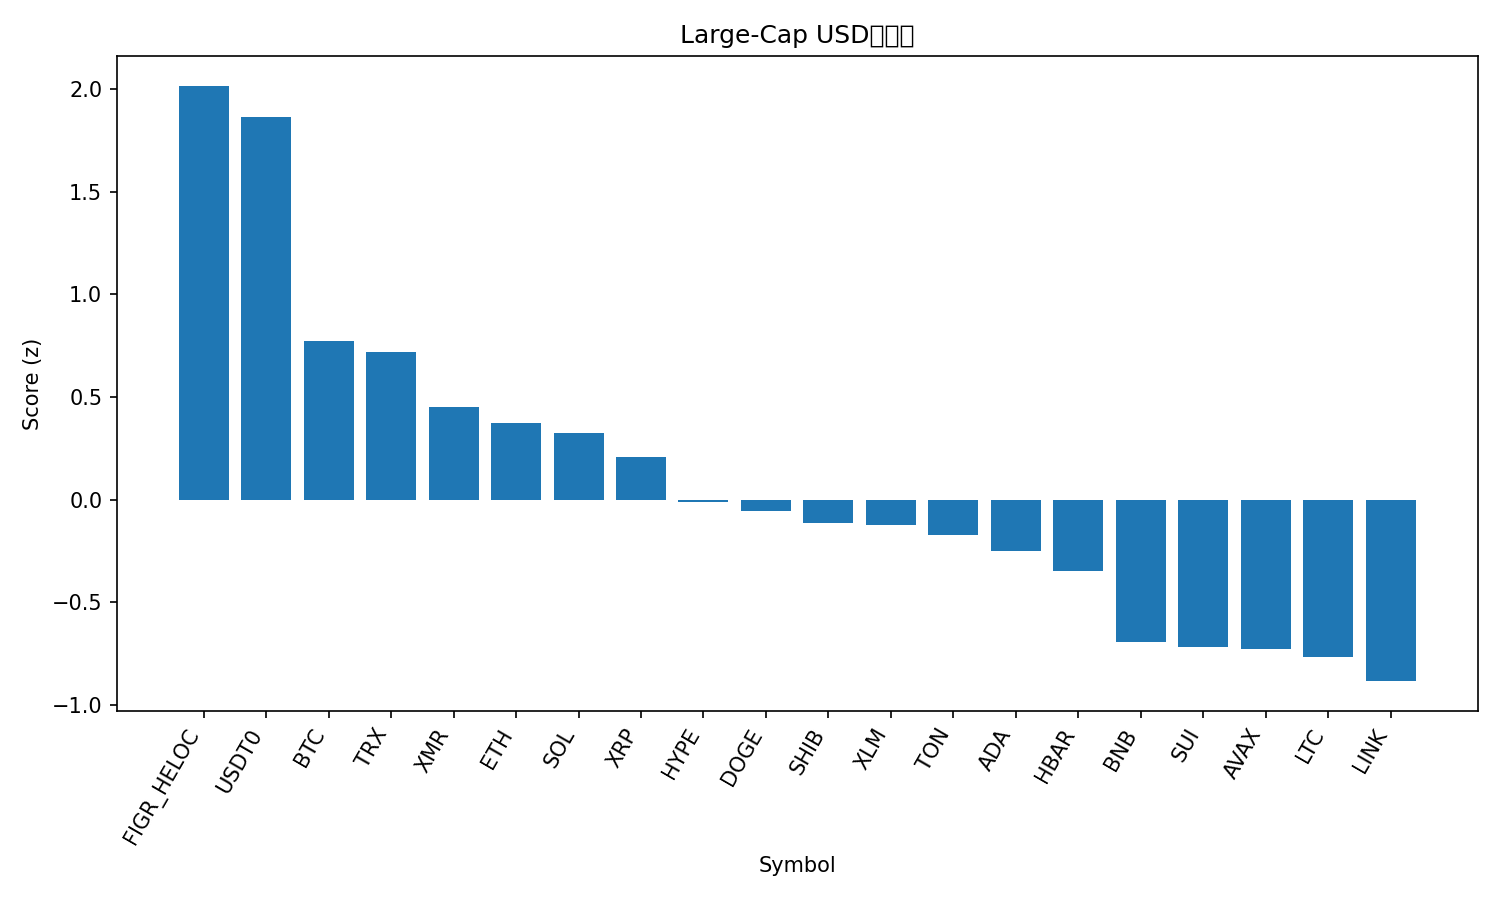 Large-Cap USD
Score (z)
2.0
1.5
1.0
0.5
0.0
−0.5
−1.0
FIGR_HELOC
USDT0
BTC
TRX
XMR
ETH
SOL
XRP
HYPE
DOGE
SHIB
XLM
TON
ADA
HBAR
BNB
SUI
AVAX
LTC
LINK
Symbol